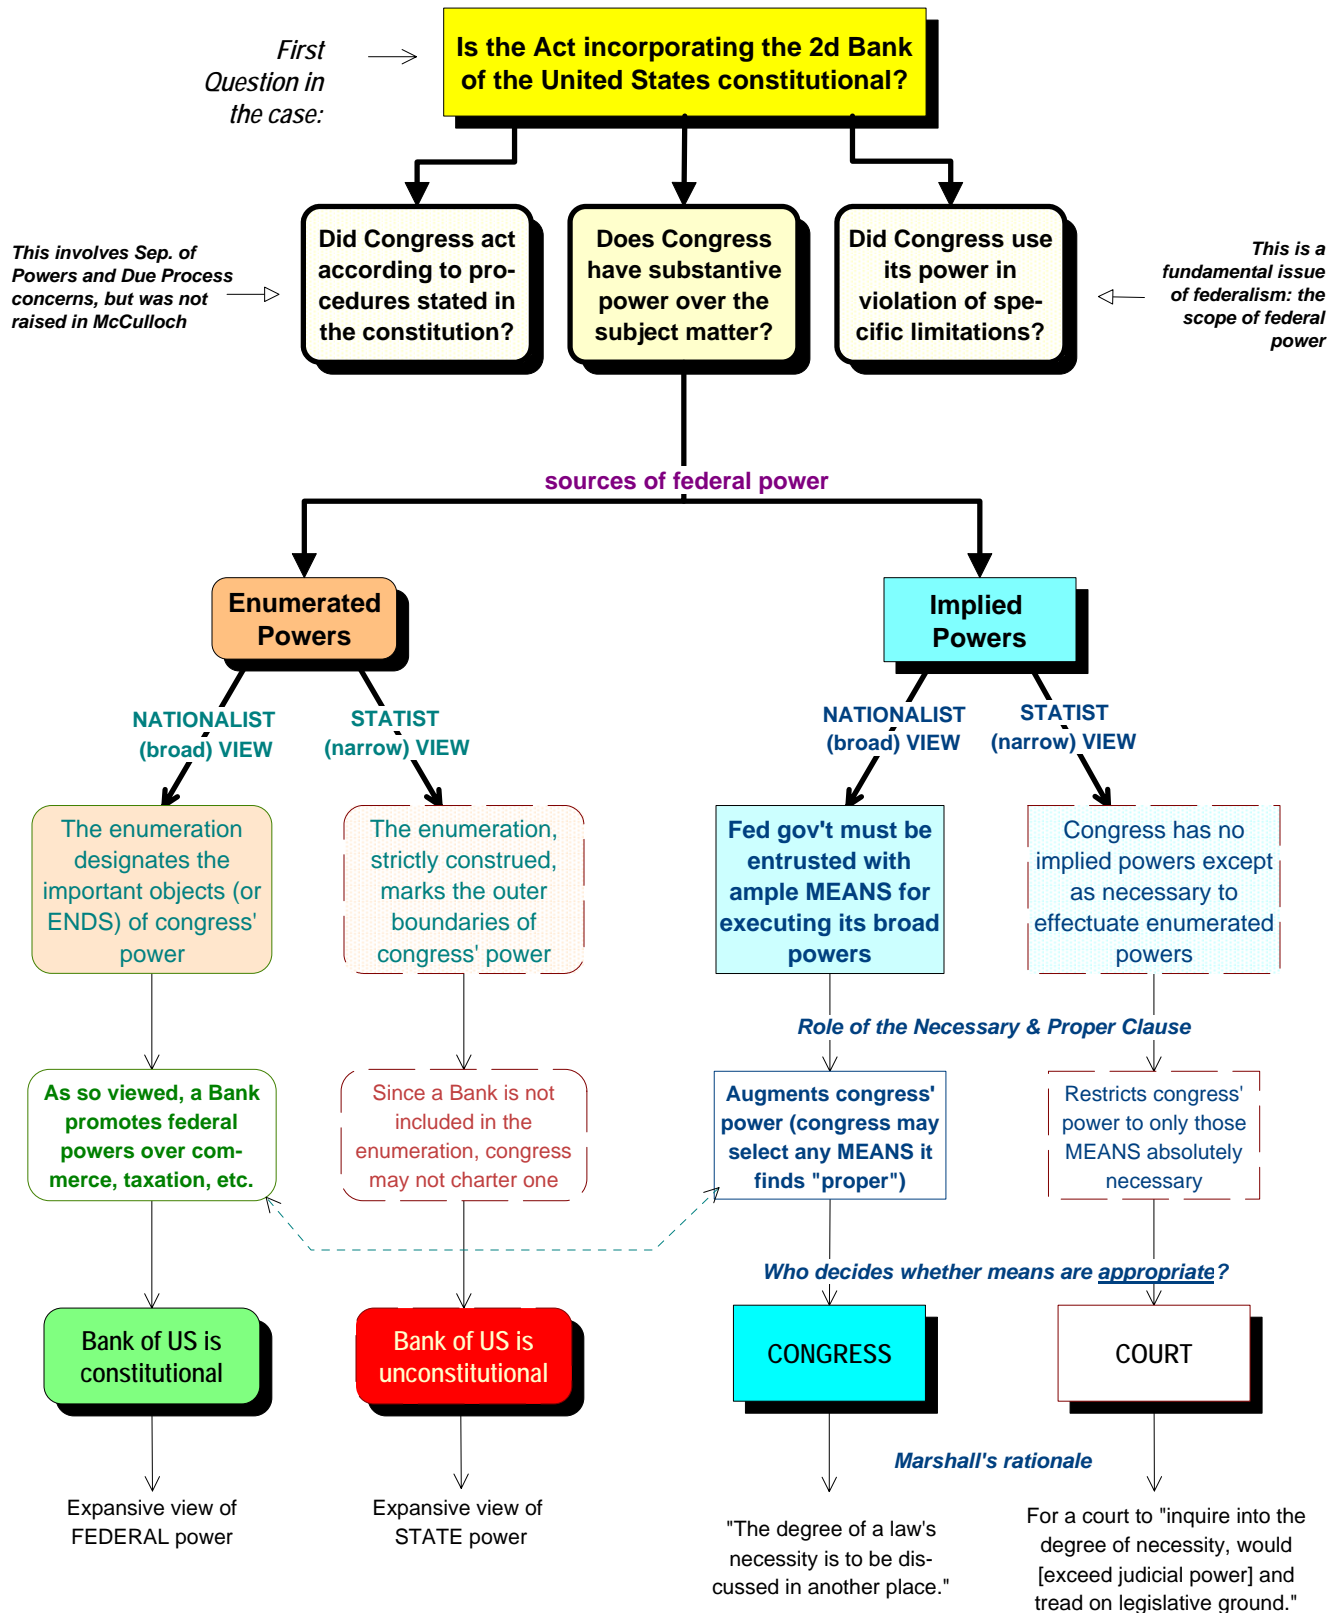 First
Question in
the case:
Is the Act incorporating the 2d Bank
of the United States constitutional?
This involves Sep. of
Powers and Due Process
concerns, but was not
raised in McCulloch
Did Congress act
according to pro-
cedures stated in
the constitution?
Does Congress
have substantive
power over the
subject matter?
Did Congress use
its power in
violation of spe-
cific limitations?
This is a
fundamental issue
of federalism: the
scope of federal
power
sources of federal power
Enumerated
Powers
Implied
Powers
NATIONALIST
(broad) VIEW
STATIST
(narrow) VIEW
NATIONALIST
(broad) VIEW
STATIST
(narrow) VIEW
The enumeration
designates the
important objects (or
ENDS) of congress'
power
The enumeration,
strictly construed,
marks the outer
boundaries of
congress' power
Fed gov't must be
entrusted with
ample MEANS for
executing its broad
powers
Congress has no
implied powers except
as necessary to
effectuate enumerated
powers
Role of the Necessary & Proper Clause
As so viewed, a Bank
promotes federal
powers over com-
merce, taxation, etc.
Since a Bank is not
included in the
enumeration, congress
may not charter one
Augments congress'
power (congress may
select any MEANS it
finds "proper")
Restricts congress'
power to only those
MEANS absolutely
necessary
Who decides whether means are appropriate?
Bank of US is
constitutional
Bank of US is
unconstitutional
CONGRESS
COURT
Marshall's rationale
Expansive view of
FEDERAL power
Expansive view of
STATE power
"The degree of a law's
necessity is to be dis-
cussed in another place."
For a court to "inquire into the
degree of necessity, would
[exceed judicial power] and
tread on legislative ground."